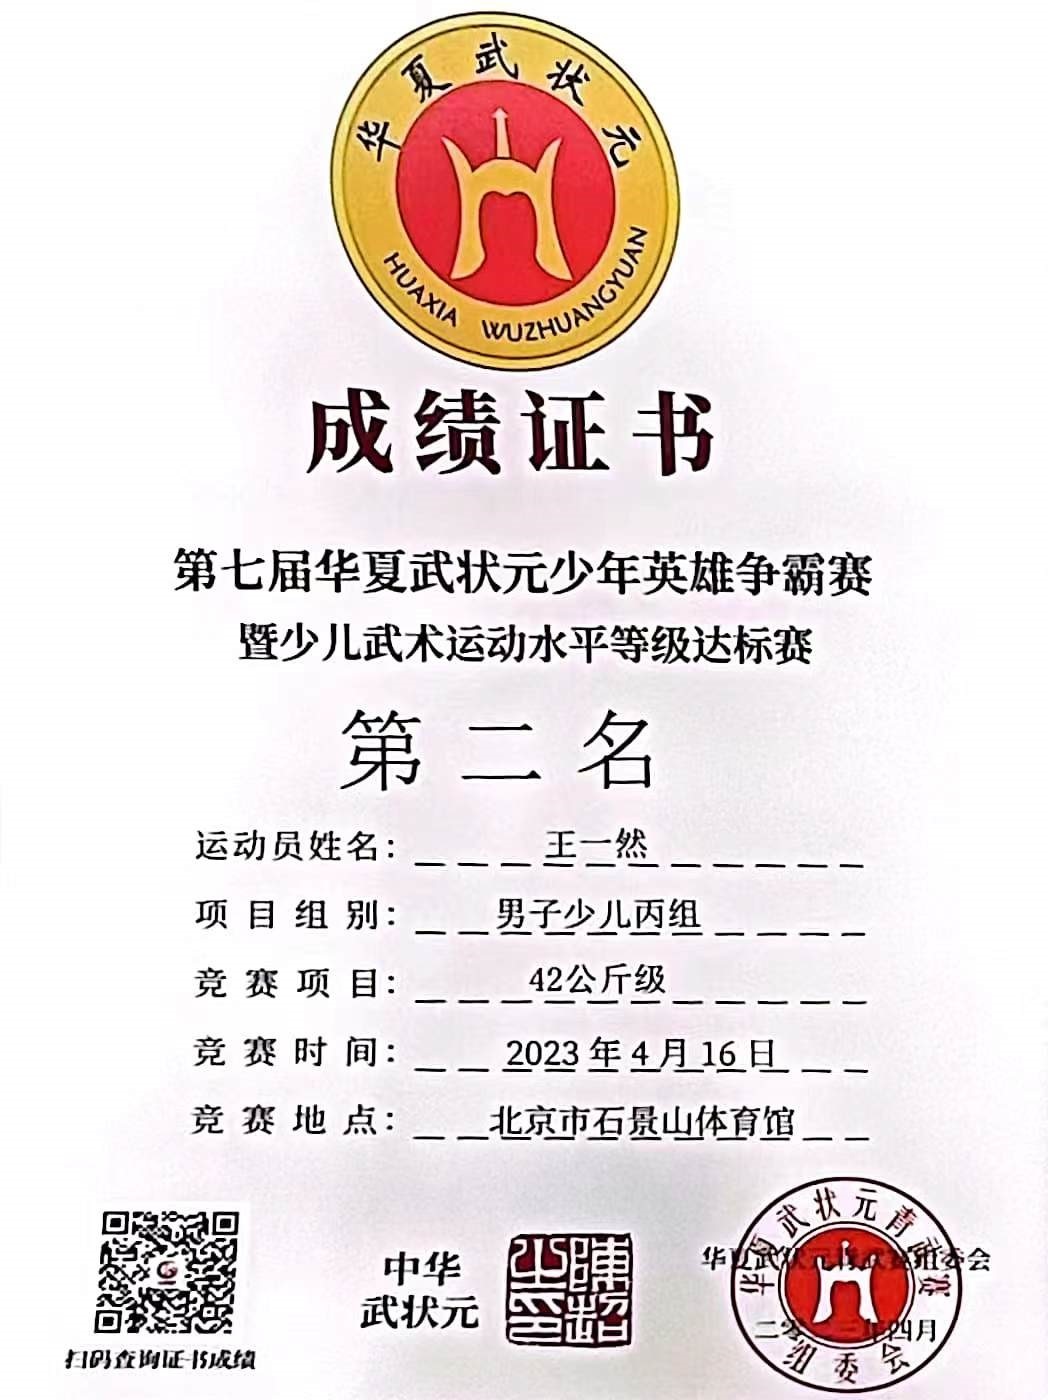 华夏武状元
HUAXIA WUZHUANGYUAN
成绩证书
第七届华夏武状元少年英雄争霸赛
暨少儿武术运动水平等级达标赛
第二名
运动员姓名：王一然
项目组别：男子少儿丙组
竞赛项目：42公斤级
竞赛时间：2023年4月16日
竞赛地点：北京市石景山体育馆
扫码查询证书成绩
中华
武状元
华夏武状元青武赛
组委会
华夏武状元青武赛组委会
二零 三年四月